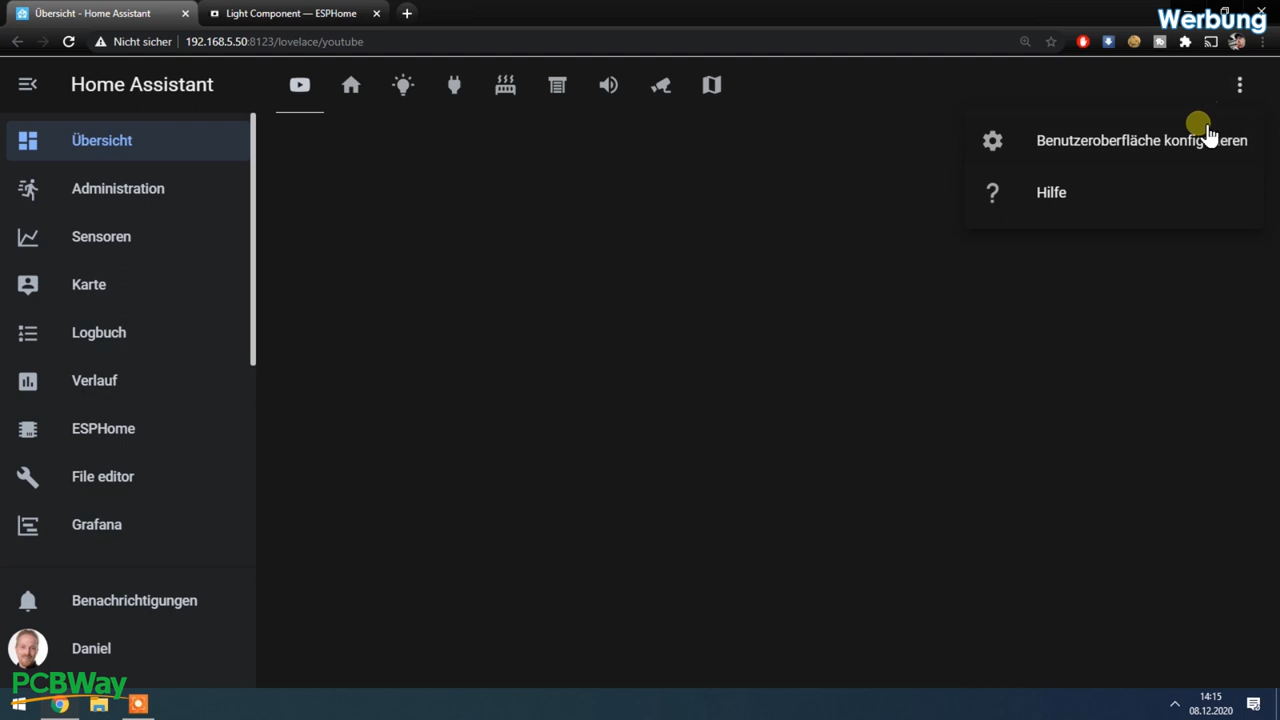 Übersicht - Home Assistant
Light Component — ESPHome
Werbung
Nicht sicher
192.168.5.50:8123/lovelace/youtube
Home Assistant
Übersicht
Administration
Sensoren
Karte
Logbuch
Verlauf
ESPHome
File editor
Grafana
Benachrichtigungen
Daniel
Benutzeroberfläche konfigurieren
Hilfe
PCBWay
14:15
08.12.2020